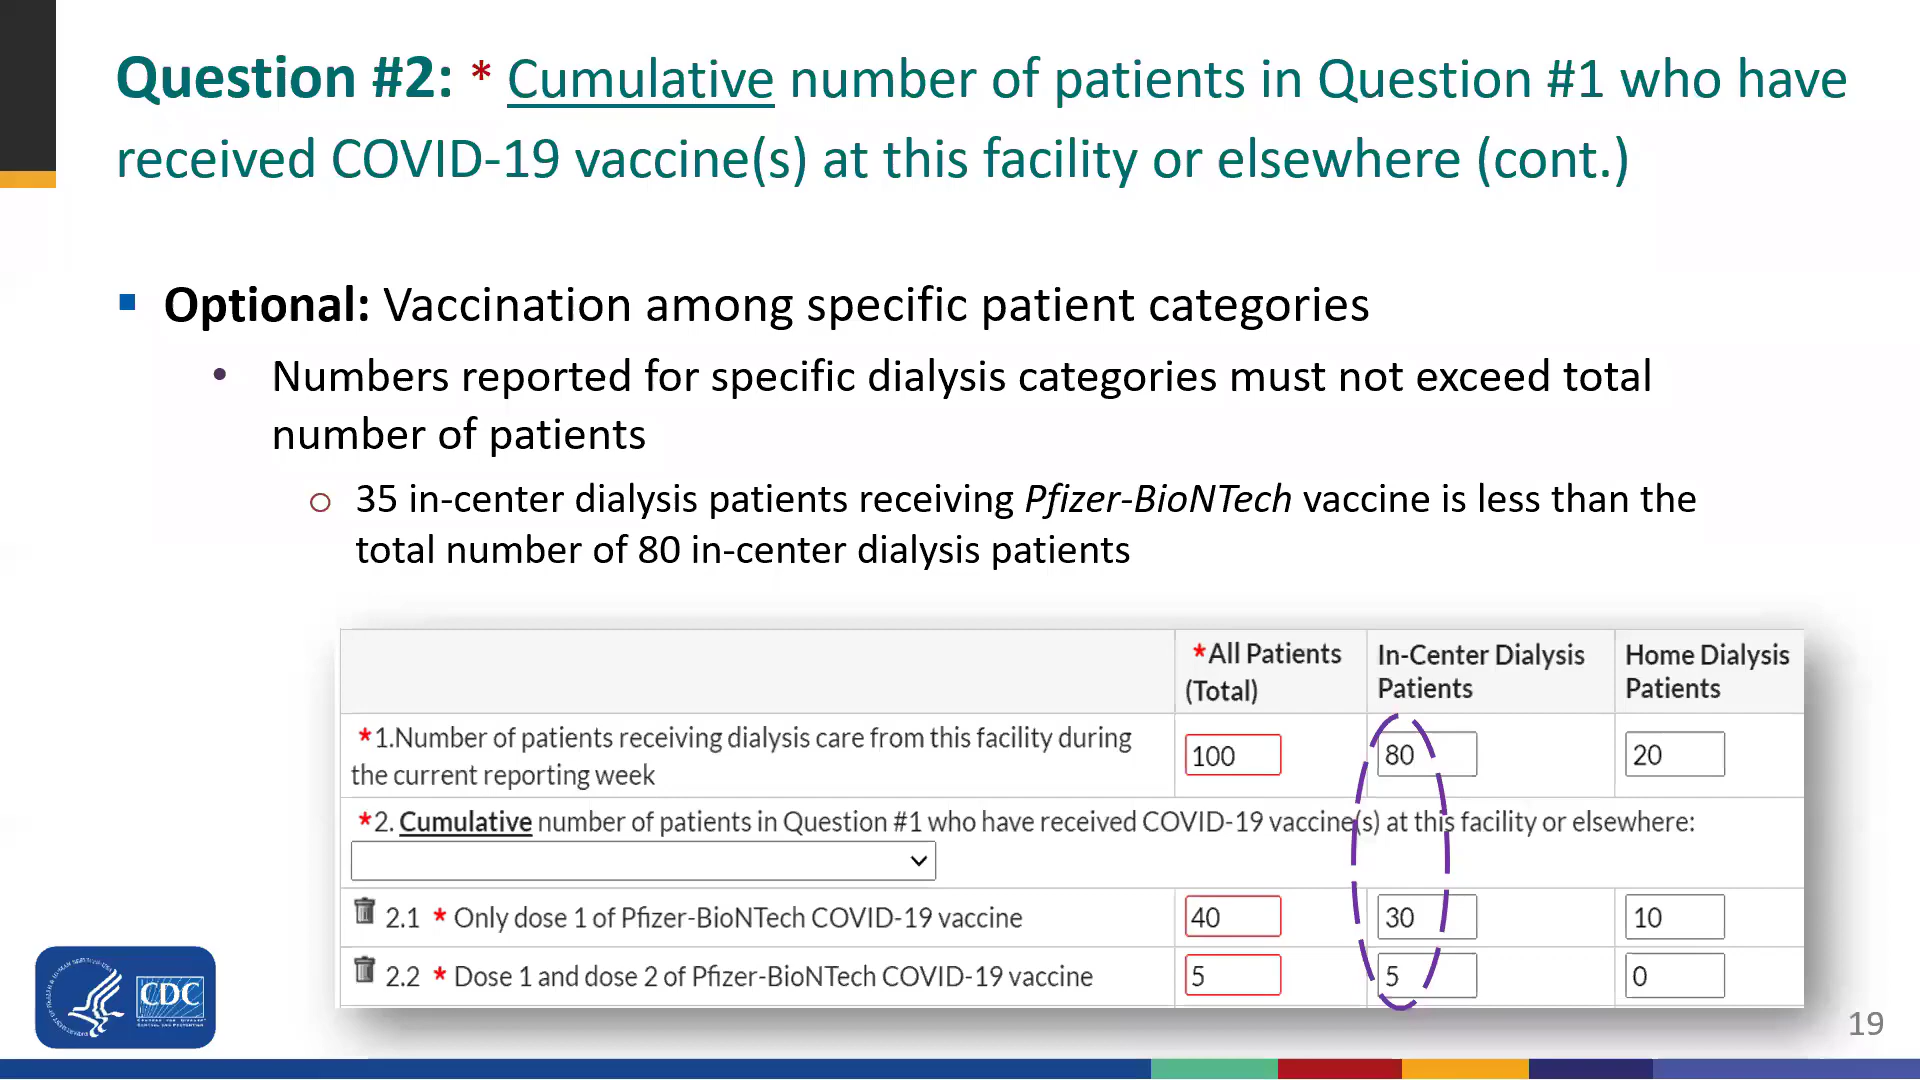 Question #2: * Cumulative number of patients in Question #1 who have
received COVID-19 vaccine(s) at this facility or elsewhere (cont.)
▪ Optional: Vaccination among specific patient categories
• Numbers reported for specific dialysis categories must not exceed total
number of patients
o 35 in-center dialysis patients receiving Pfizer-BioNTech vaccine is less than the
total number of 80 in-center dialysis patients
*All Patients (Total) In-Center Dialysis Patients Home Dialysis Patients
*1.Number of patients receiving dialysis care from this facility during
the current reporting week 100 80 20
*2. Cumulative number of patients in Question #1 who have received COVID-19 vaccine(s) at this facility or elsewhere:
2.1 * Only dose 1 of Pfizer-BioNTech COVID-19 vaccine 40 30 10
2.2 * Dose 1 and dose 2 of Pfizer-BioNTech COVID-19 vaccine 5 5 0
CDC
19